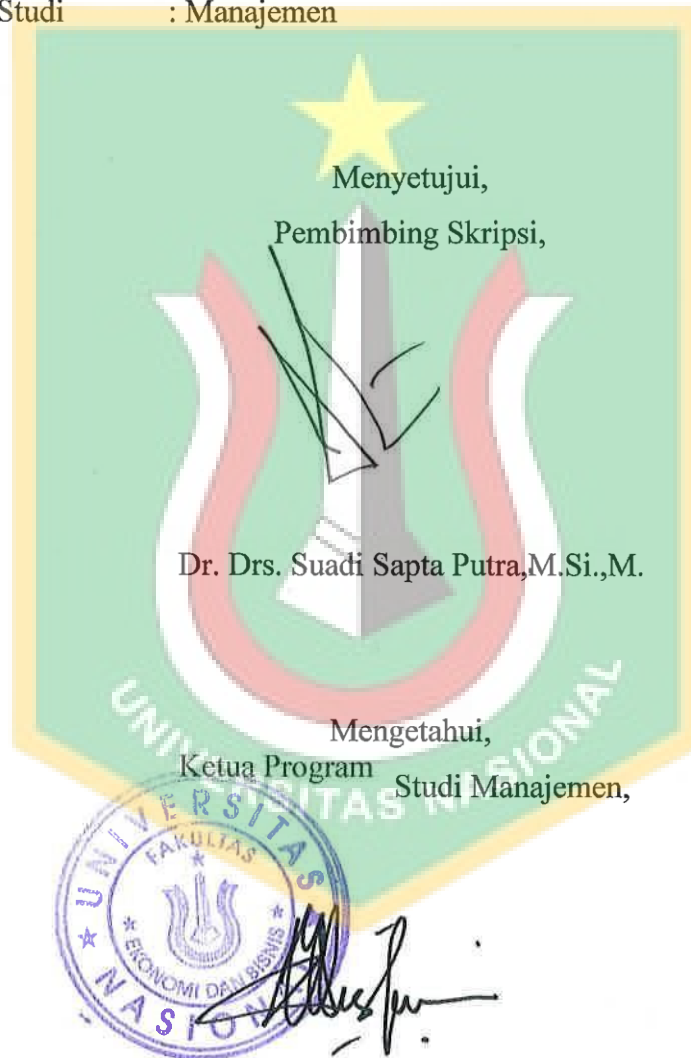 Studi : Manajemen
Menyetujui,
Pembimbing Skripsi,
Dr. Drs. Suadi Sapta Putra,M.Si.,M.
UNIVERSITAS NASIONAL
Mengetahui,
Ketua Program Studi Manajemen,
UNIVERSITAS NASIONAL
FAKULTAS
EKONOMI DAN BISNIS